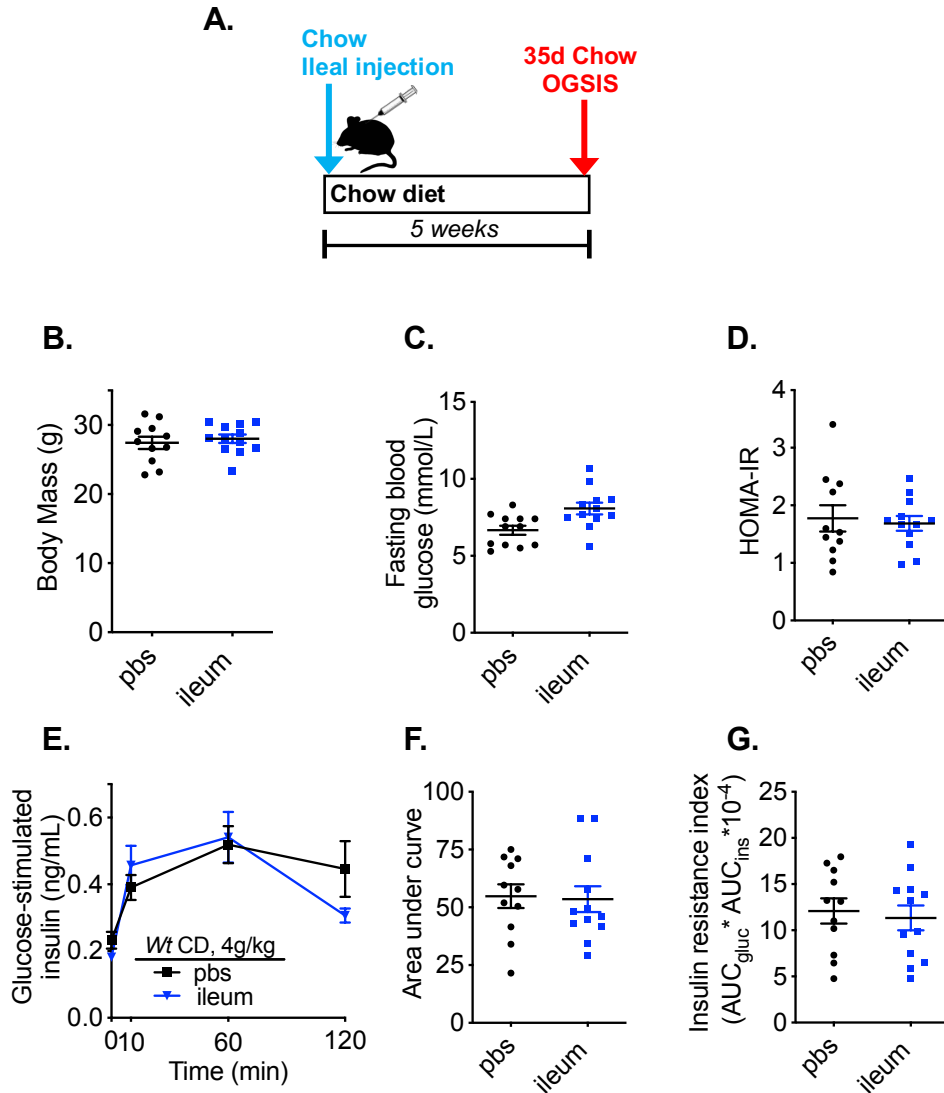 A.
Chow
Ileal injection
35d Chow
OGSIS
Chow diet
5 weeks
B.
Body Mass (g)
30
20
10
0
pbs
ileum
C.
Fasting blood
glucose (mmol/L)
15
10
5
0
pbs
ileum
D.
HOMA-IR
4
3
2
1
0
pbs
ileum
E.
Glucose-stimulated
insulin (ng/mL)
0.6
0.4
0.2
0.0
Wt CD, 4g/kg
pbs
ileum
010
60
120
Time (min)
F.
Area under curve
100
75
50
25
0
pbs
ileum
G.
Insulin resistance index
(AUCgluc * AUCins *10-4)
25
20
15
10
5
0
pbs
ileum